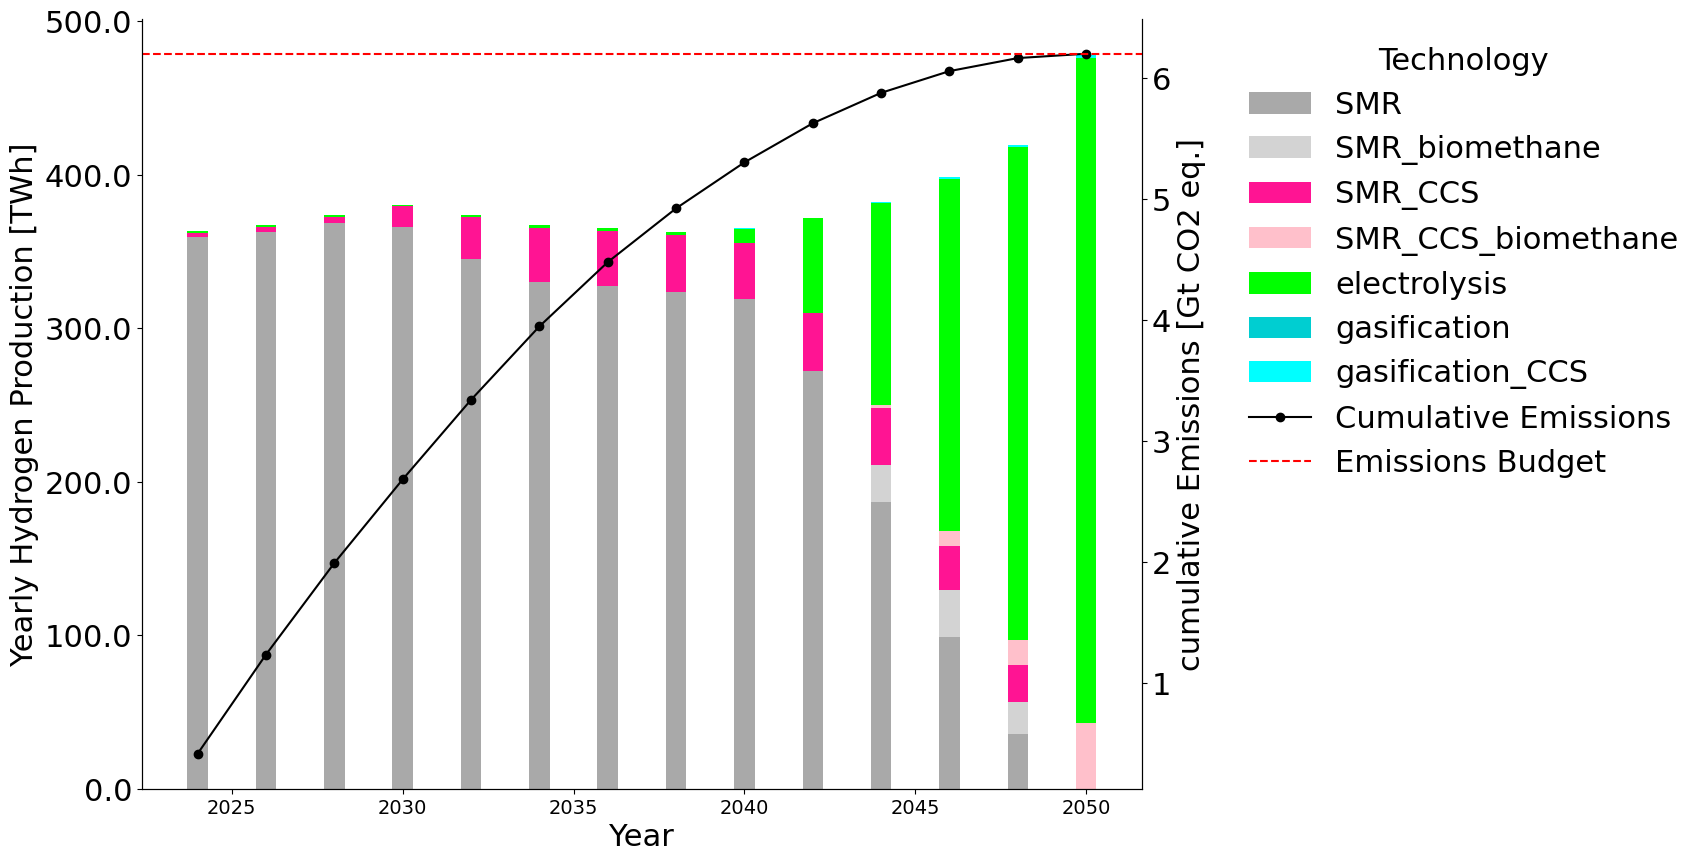 Yearly Hydrogen Production [TWh]
500.0
400.0
300.0
200.0
100.0
0.0
2025
2030
2035
2040
2045
2050
Year
6
5
4
3
2
1
cumulative Emissions [Gt CO2 eq.]
Technology
SMR
SMR_biomethane
SMR_CCS
SMR_CCS_biomethane
electrolysis
gasification
gasification_CCS
Cumulative Emissions
Emissions Budget